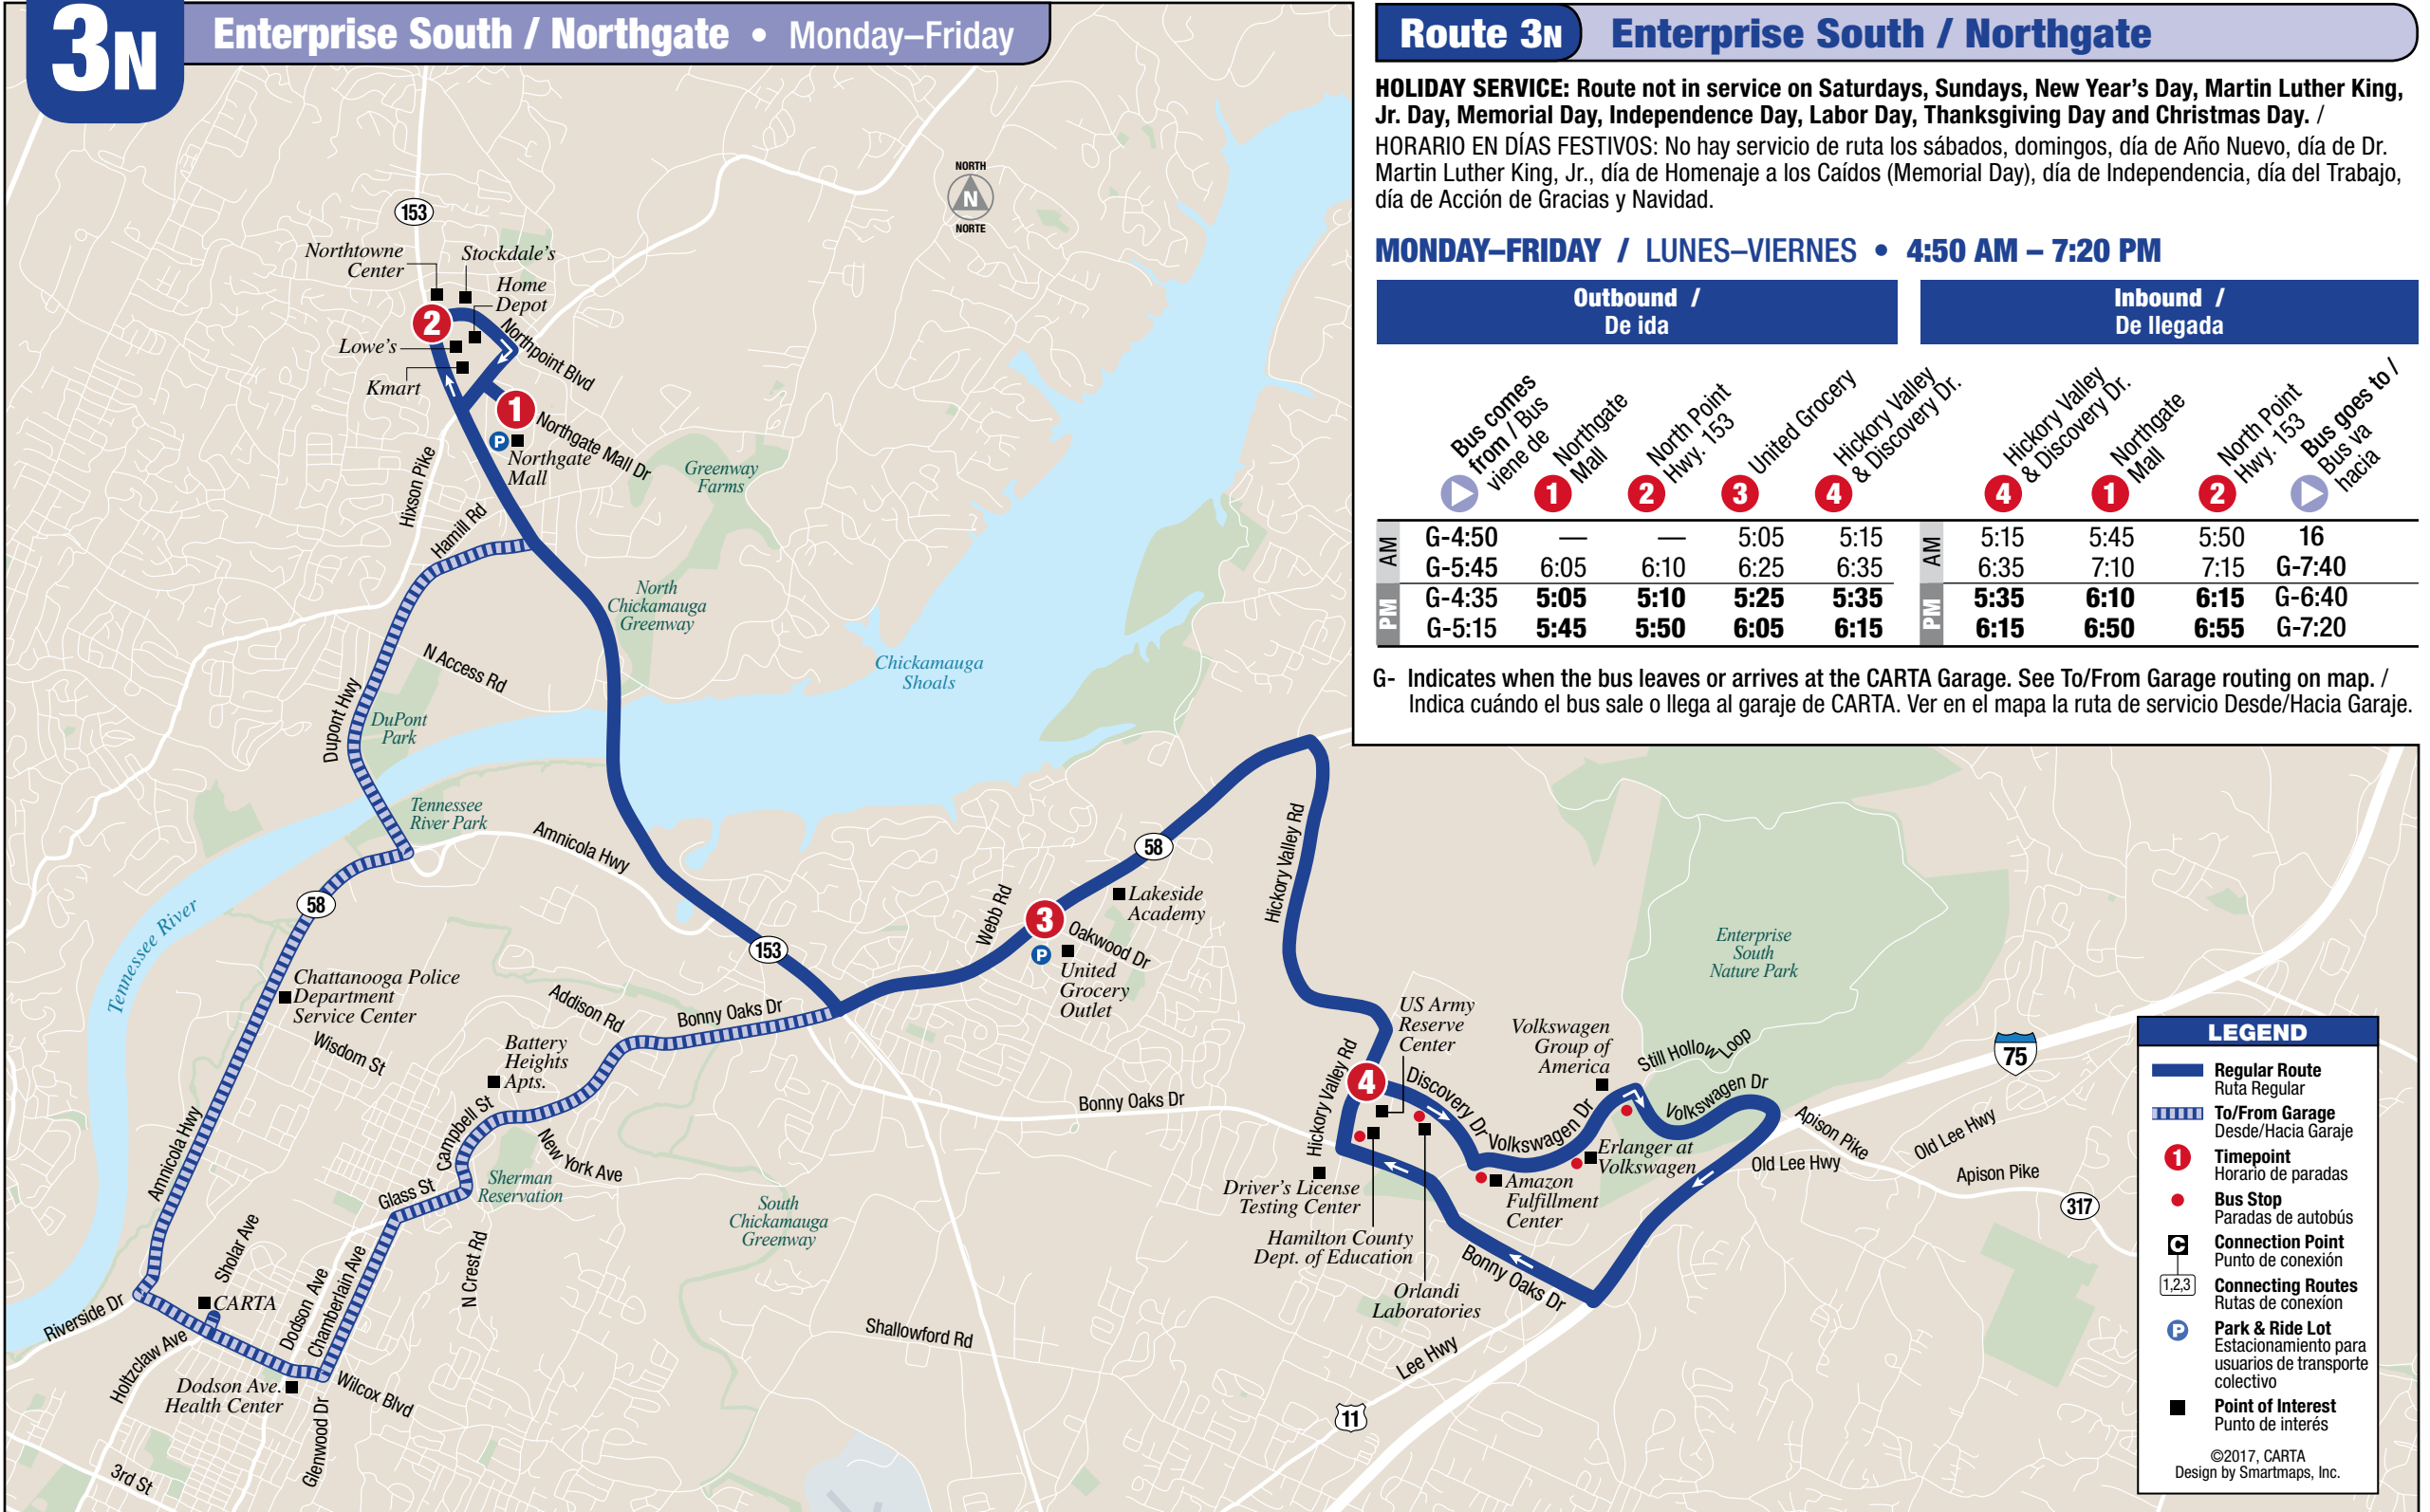 3N
Enterprise South / Northgate • Monday–Friday
Route 3N
Enterprise South / Northgate
HOLIDAY SERVICE: Route not in service on Saturdays, Sundays, New Year's Day, Martin Luther King,
Jr. Day, Memorial Day, Independence Day, Labor Day, Thanksgiving Day and Christmas Day. /
HORARIO EN DÍAS FESTIVOS: No hay servicio de ruta los sábados, domingos, día de Año Nuevo, día de Dr.
Martin Luther King, Jr., día de Homenaje a los Caídos (Memorial Day), día de Independencia, día del Trabajo,
día de Acción de Gracias y Navidad.
MONDAY–FRIDAY / LUNES–VIERNES • 4:50 AM – 7:20 PM
Outbound /
De ida
Inbound /
De llegada
Bus comes
from / Bus
viene de
1 Northgate
Mall
2 North Point
Hwy. 153
3 United Grocery
4 Hickory Valley
& Discovery Dr.
4 Hickory Valley
& Discovery Dr.
1 Northgate
Mall
2 North Point
Hwy. 153
Bus goes to /
Bus va
hacia
AM G-4:50 — — 5:05 5:15 AM 5:15 5:45 5:50 16
G-5:45 6:05 6:10 6:25 6:35 6:35 7:10 7:15 G-7:40
PM G-4:35 5:05 5:10 5:25 5:35 PM 5:35 6:10 6:15 G-6:40
G-5:15 5:45 5:50 6:05 6:15 6:15 6:50 6:55 G-7:20
G- Indicates when the bus leaves or arrives at the CARTA Garage. See To/From Garage routing on map. /
Indica cuándo el bus sale o llega al garaje de CARTA. Ver en el mapa la ruta de servicio Desde/Hacia Garaje.
NORTH
N
NORTE
153
Northtowne
Center
Stockdale's
Home
Depot
2
Lowe's
Kmart
Northpoint Blvd
1
P
Northgate
Mall
Northgate Mall Dr
Hixson Pike
Hamill Rd
Greenway
Farms
North
Chickamauga
Greenway
N Access Rd
Chickamauga
Shoals
Dupont Hwy
DuPont
Park
Tennessee
River Park
Amnicola Hwy
58
58
Tennessee River
Hickory Valley Rd
Lakeside
Academy
Webb Rd
3
Oakwood Dr
P
United
Grocery
Outlet
153
Chattanooga Police
Department
Service Center
Wisdom St
Addison Rd
Bonny Oaks Dr
Battery
Heights
Apts.
Campbell St
New York Ave
Amnicola Hwy
Glass St
Sherman
Reservation
N Crest Rd
South
Chickamauga
Greenway
Sholar Ave
Dodson Ave
Chamberlain Ave
CARTA
Riverside Dr
Holtzclaw Ave
Dodson Ave.
Health Center
Wilcox Blvd
Glenwood Dr
3rd St
Shallowford Rd
Bonny Oaks Dr
Enterprise
South
Nature Park
US Army
Reserve
Center
Volkswagen
Group of
America
Still Hollow Loop
Hickory Valley Rd
4
Discovery Dr
Volkswagen Dr
Volkswagen Dr
Erlanger at
Volkswagen
Amazon
Fulfillment
Center
Driver's License
Testing Center
Hamilton County
Dept. of Education
Orlandi
Laboratories
Bonny Oaks Dr
Lee Hwy
11
75
Apison Pike
Old Lee Hwy
Old Lee Hwy
Apison Pike
317
LEGEND
Regular Route
Ruta Regular
To/From Garage
Desde/Hacia Garaje
1 Timepoint
Horario de paradas
Bus Stop
Paradas de autobús
C Connection Point
Punto de conexión
1,2,3 Connecting Routes
Rutas de conexíon
P Park & Ride Lot
Estacionamiento para
usuarios de transporte
colectivo
Point of Interest
Punto de interés
©2017, CARTA
Design by Smartmaps, Inc.